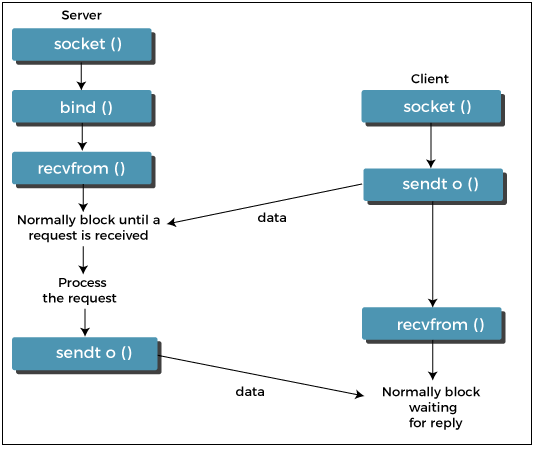 Server
socket ()
bind ()
recvfrom ()
Normally block until a
request is received
Process
the request
sendt o ()
data
data
Client
socket ()
sendt o ()
recvfrom ()
Normally block
waiting
for reply